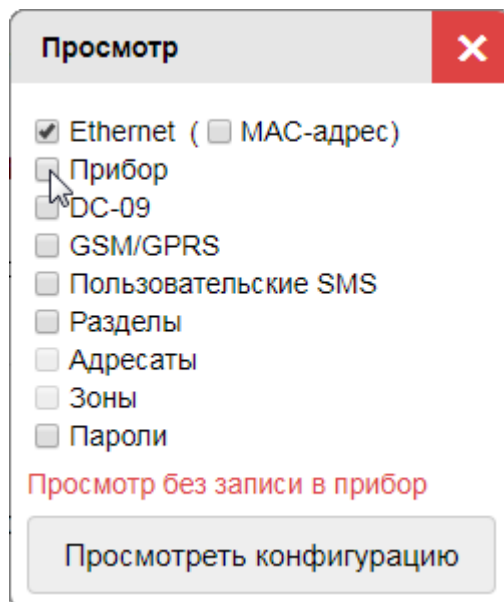 Просмотр
Ethernet ( MAC-адрес)
Прибор
DC-09
GSM/GPRS
Пользовательские SMS
Разделы
Адресаты
Зоны
Пароли
Просмотр без записи в прибор
Просмотреть конфигурацию